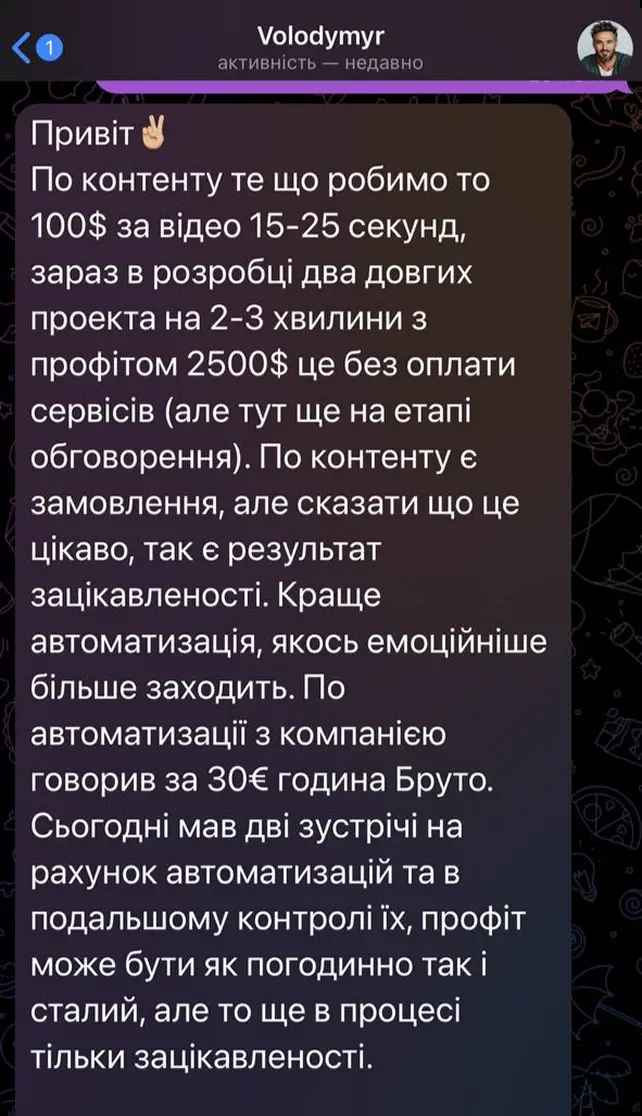 1
Volodymyr
активність — недавно
Привіт✌🏼
По контенту те що робимо то
100$ за відео 15-25 секунд,
зараз в розробці два довгих
проекта на 2-3 хвилини з
профітом 2500$ це без оплати
сервісів (але тут ще на етапі
обговорення). По контенту є
замовлення, але сказати що це
цікаво, так є результат
зацікавленості. Краще
автоматизація, якось емоційніше
більше заходить. По
автоматизації з компанією
говорив за 30€ година Бруто.
Сьогодні мав дві зустрічі на
рахунок автоматизацій та в
подальшому контролі їх, профіт
може бути як погодинно так і
сталий, але то ще в процесі
тільки зацікавленості.